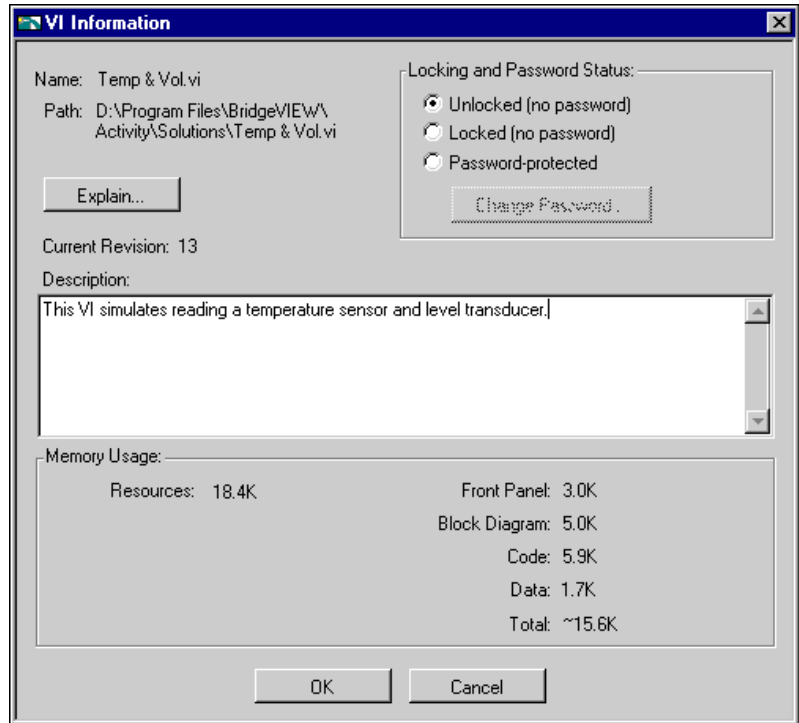 VI Information
Name: Temp & Vol.vi
Path: D:\Program Files\BridgeVIEW\
Activity\Solutions\Temp & Vol.vi
Explain...
Current Revision: 13
Locking and Password Status:
Unlocked (no password)
Locked (no password)
Password-protected
Change Password...
Description:
This VI simulates reading a temperature sensor and level transducer.
Memory Usage:
Resources: 18.4K
Front Panel: 3.0K
Block Diagram: 5.0K
Code: 5.9K
Data: 1.7K
Total: ~15.6K
OK
Cancel